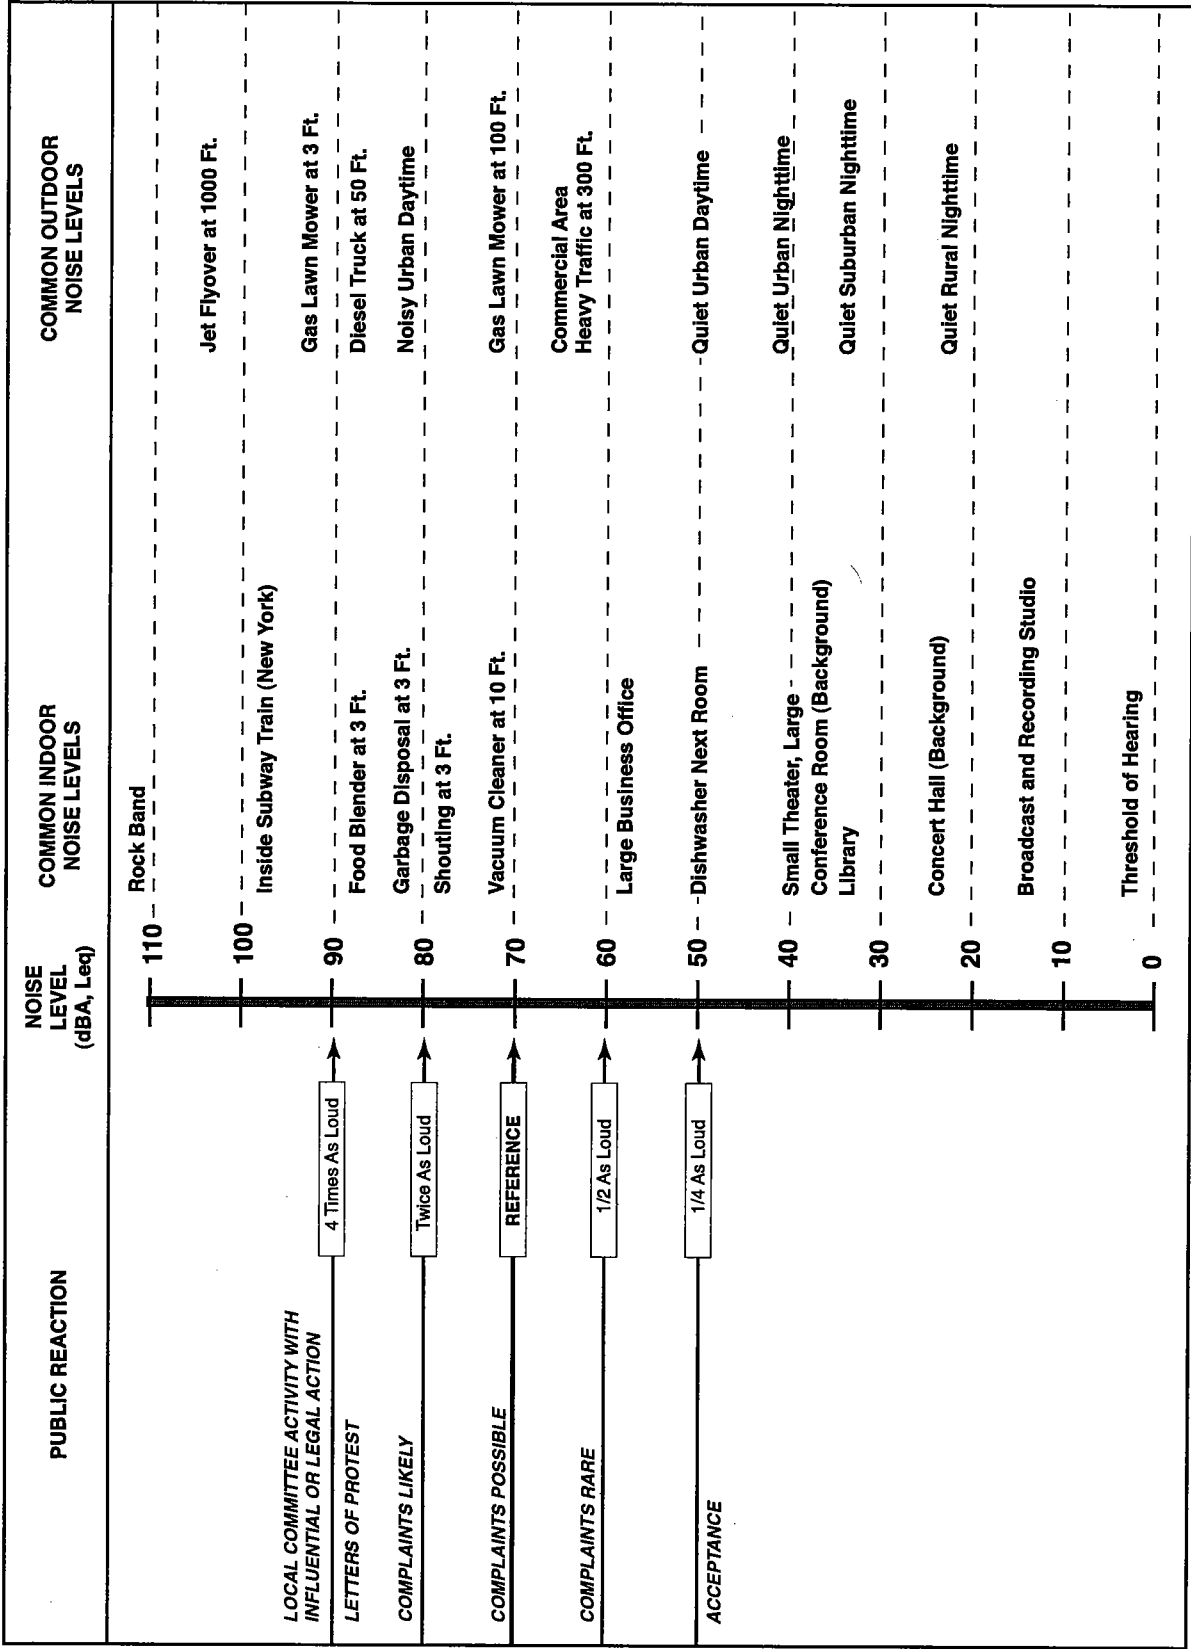 PUBLIC REACTION
NOISE
LEVEL
(dBA, Leq)
COMMON INDOOR
NOISE LEVELS
COMMON OUTDOOR
NOISE LEVELS
LOCAL COMMITTEE ACTIVITY WITH
INFLUENTIAL OR LEGAL ACTION
LETTERS OF PROTEST
COMPLAINTS LIKELY
COMPLAINTS POSSIBLE
COMPLAINTS RARE
ACCEPTANCE
4 Times As Loud
Twice As Loud
REFERENCE
1/2 As Loud
1/4 As Loud
110
100
90
80
70
60
50
40
30
20
10
0
Rock Band
Inside Subway Train (New York)
Food Blender at 3 Ft.
Garbage Disposal at 3 Ft.
Shouting at 3 Ft.
Vacuum Cleaner at 10 Ft.
Large Business Office
Dishwasher Next Room
Small Theater, Large
Conference Room (Background)
Library
Concert Hall (Background)
Broadcast and Recording Studio
Threshold of Hearing
Jet Flyover at 1000 Ft.
Gas Lawn Mower at 3 Ft.
Diesel Truck at 50 Ft.
Noisy Urban Daytime
Gas Lawn Mower at 100 Ft.
Commercial Area
Heavy Traffic at 300 Ft.
Quiet Urban Daytime
Quiet Urban Nighttime
Quiet Suburban Nighttime
Quiet Rural Nighttime